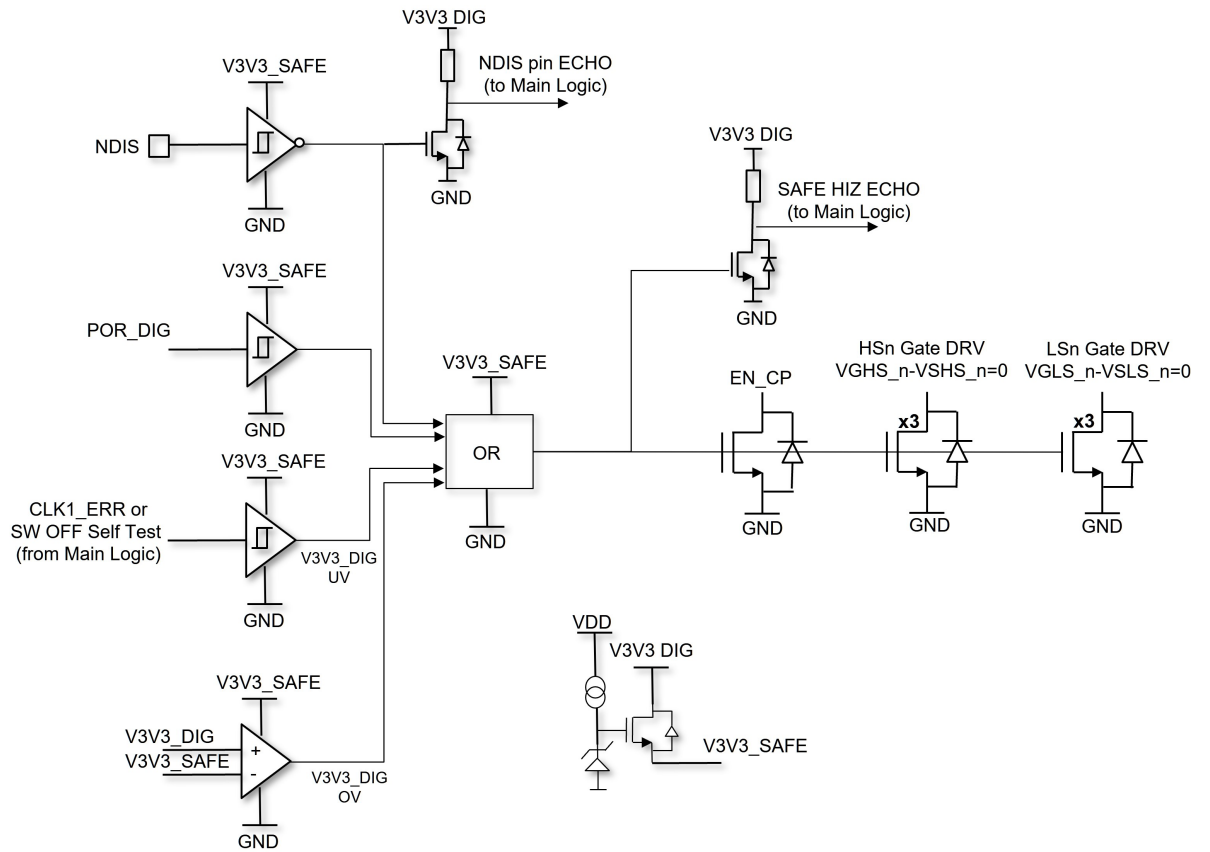 V3V3 DIG
NDIS pin ECHO
(to Main Logic)
V3V3_SAFE
NDIS
GND
GND
V3V3 DIG
SAFE HIZ ECHO
(to Main Logic)
GND
V3V3_SAFE
POR_DIG
GND
V3V3_SAFE
OR
GND
EN_CP
GND
HSn Gate DRV
VGHS_n-VSHS_n=0
x3
GND
LSn Gate DRV
VGLS_n-VSLS_n=0
x3
GND
V3V3_SAFE
CLK1_ERR or
SW OFF Self Test
(from Main Logic)
V3V3_DIG
UV
GND
V3V3_SAFE
V3V3_DIG
+
V3V3_SAFE
-
V3V3_DIG
OV
GND
VDD
V3V3 DIG
V3V3_SAFE